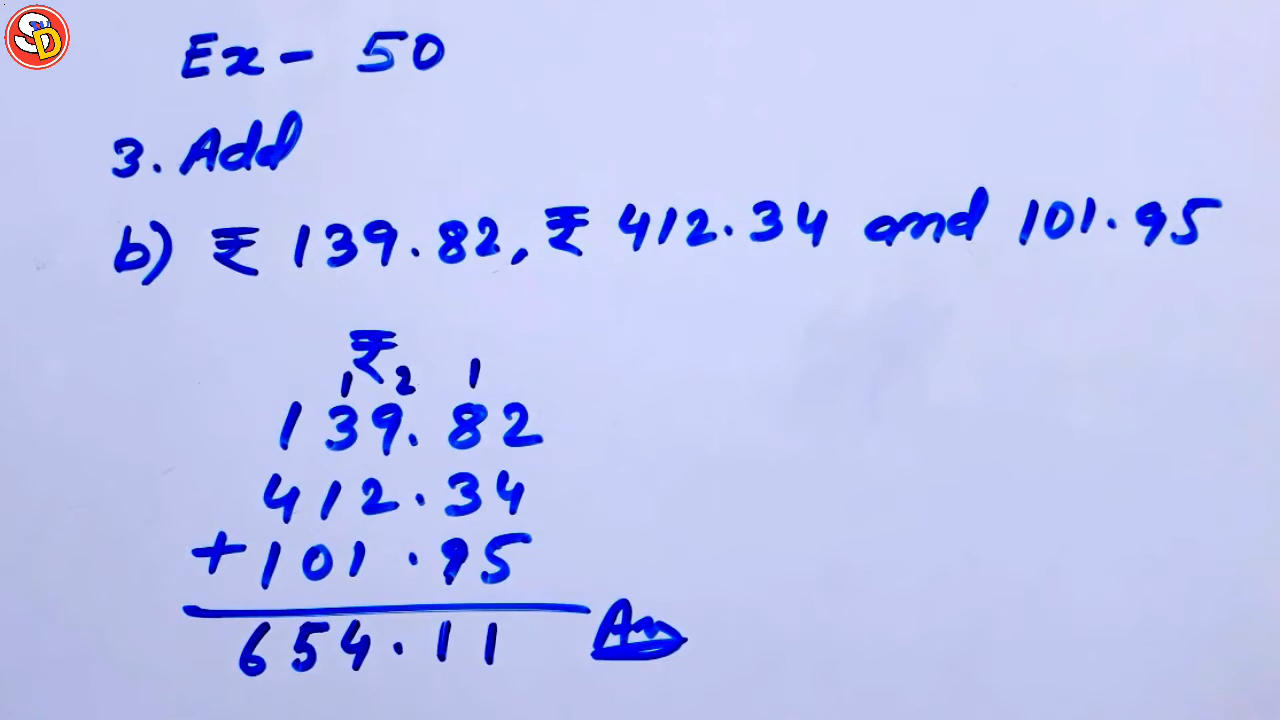 SD
Ex - 50
3. Add
b) ₹ 139.82, ₹ 412.34 and 101.95
₹
1 2 1
139.82
412.34
+101.95
654.11 Ans